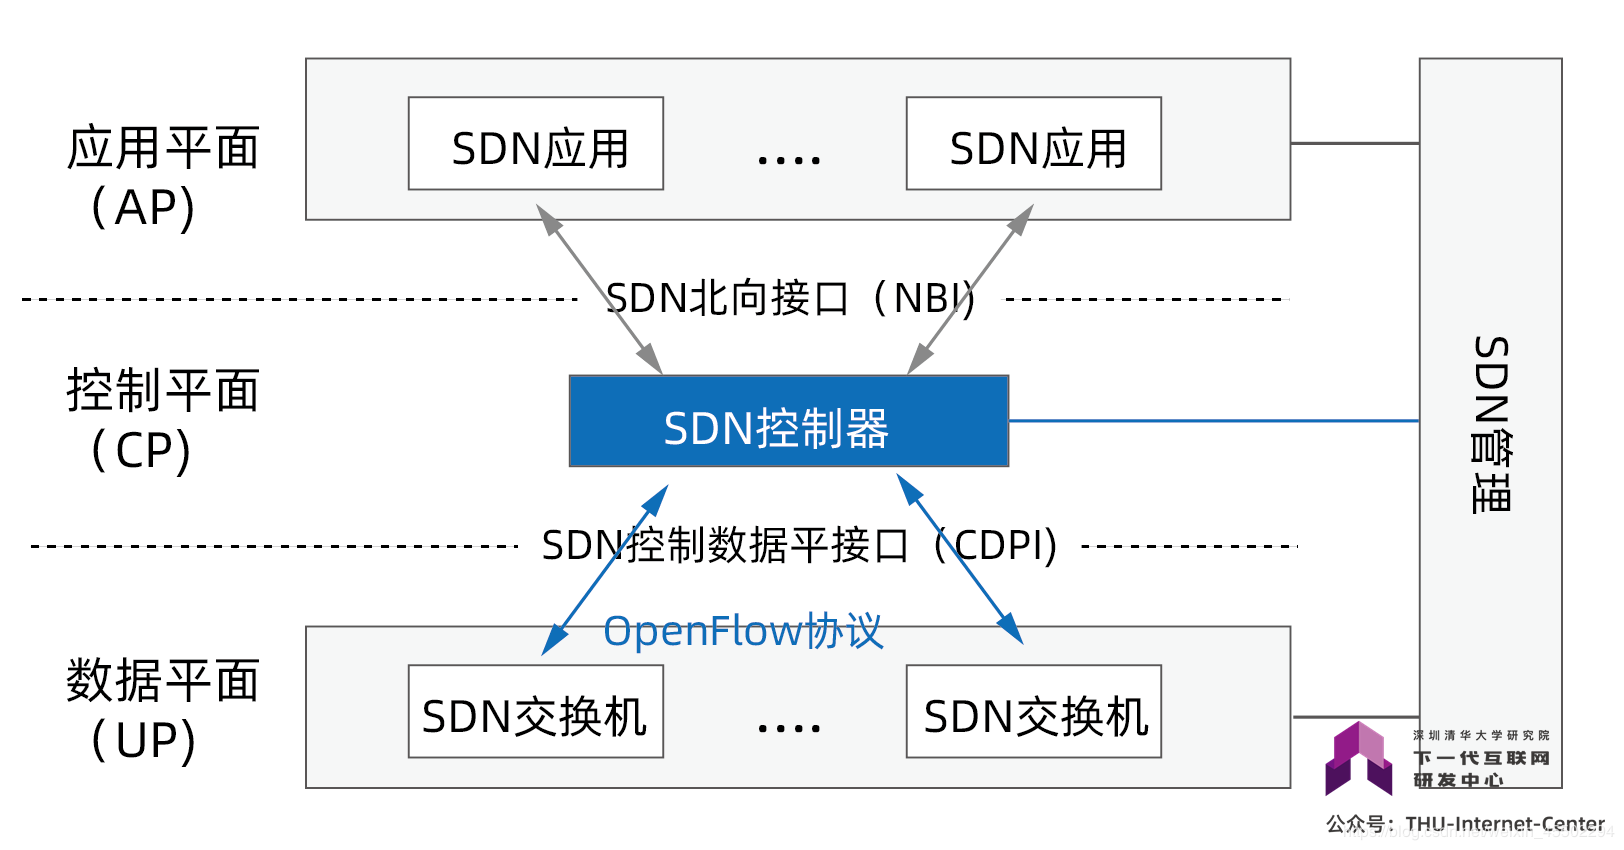 应用平面
（AP)
SDN应用
....
SDN应用
SDN北向接口（NBI)
控制平面
（CP)
SDN控制器
SDN管理
SDN控制数据平接口（CDPI)
OpenFlow协议
数据平面
（UP)
SDN交换机
....
SDN交换机
深圳清华大学研究院
下一代互联网
研发中心
公众号：THU-Internet-Center